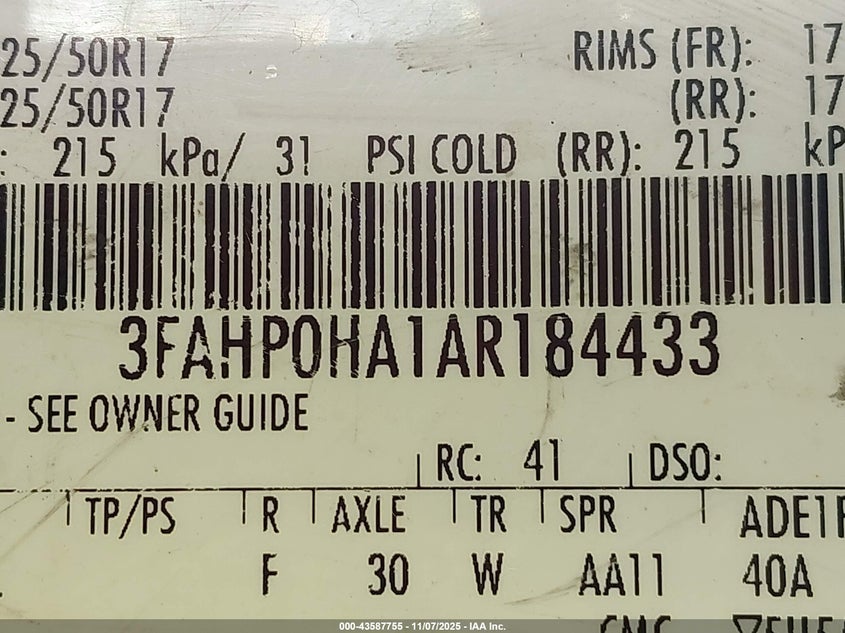 25/50R17 RIMS (FR): 17
25/50R17 (RR): 17
: 215 kPa/ 31 PSI COLD (RR): 215 kP
3FAHP0HA1AR184433
- SEE OWNER GUIDE
RC: 41 DSO:
TP/PS R AXLE TR SPR ADE1F
F 30 W AA11 40A
000-43587755 - 11/07/2025 - IAA Inc.